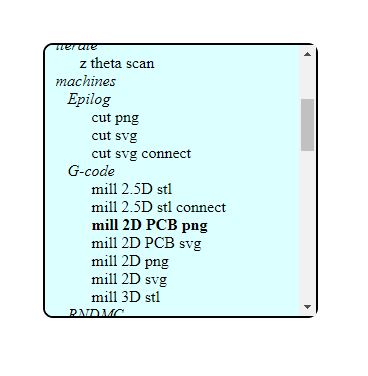 iterate
z theta scan
machines
Epilog
cut png
cut svg
cut svg connect
G-code
mill 2.5D stl
mill 2.5D stl connect
mill 2D PCB png
mill 2D PCB svg
mill 2D png
mill 2D svg
mill 3D stl
RNDMC